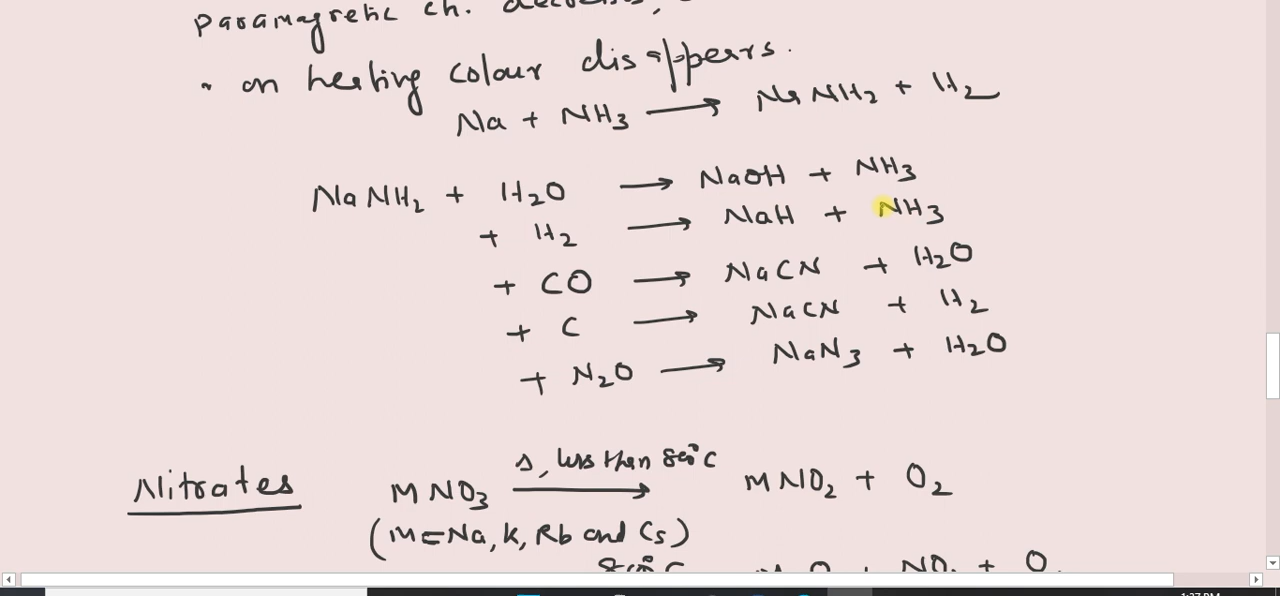 Paramagnetic ch.
• on heating colour disappears.
Na + NH3 ⟶ NaNH2 + H2
NaNH2 + H2O → NaOH + NH3
+ H2 → NaH + NH3
+ CO → NaCN + H2O
+ C → NaCN + H2
+ N2O → NaN3 + H2O
Nitrates MNO3 Δ, less than 800°C → MNO2 + O2
(M = Na, K, Rb and Cs)